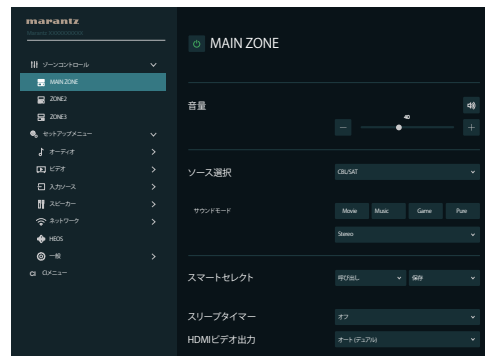 marantz
Marantz XXXXXXXXXX
MAIN ZONE
ゾーンコントロール
MAIN ZONE
ZONE2
ZONE3
セットアップメニュー
オーディオ
ビデオ
入力ソース
スピーカー
ネットワーク
HEOS
一般
CI CIメニュー
音量
40
ソース選択 CBL/SAT
サウンドモード Movie Music Game Pure
Stereo
スマートセレクト 呼び出し 保存
スリープタイマー オフ
HDMIビデオ出力 オート (デュアル)